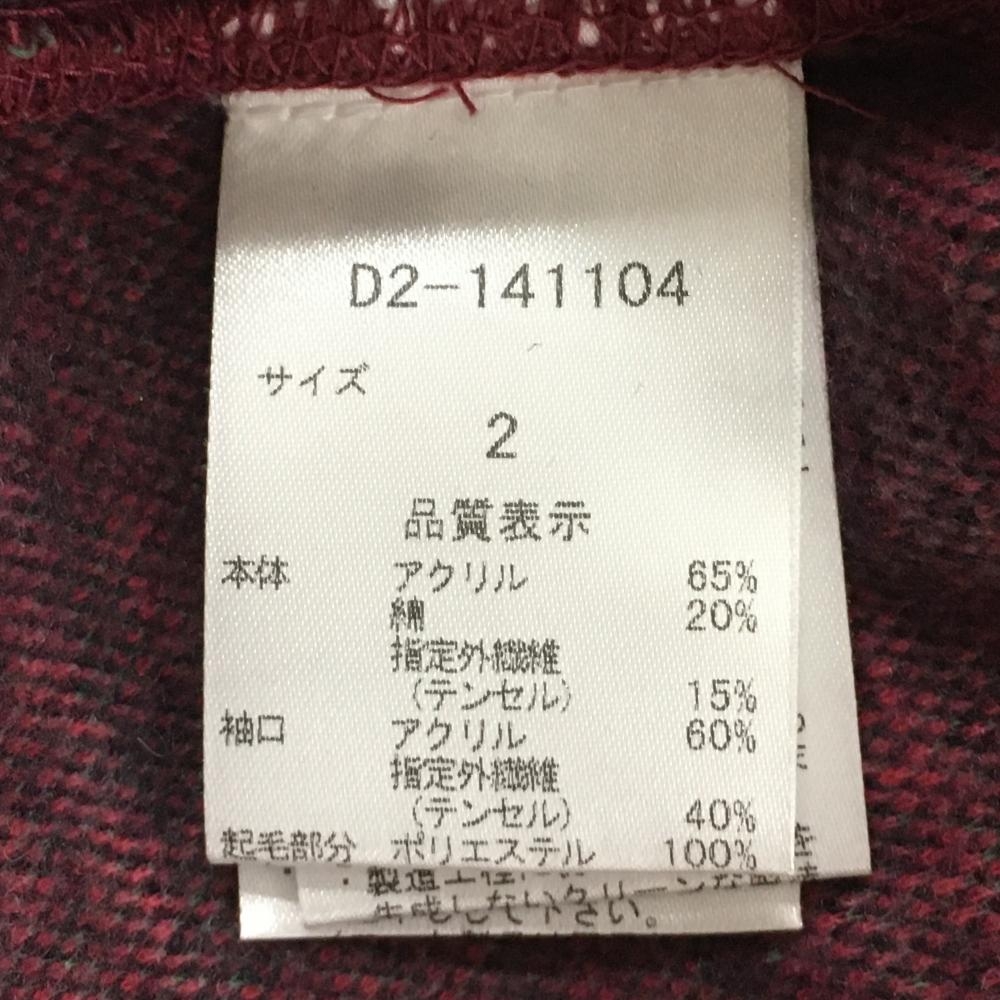 D2-141104
サイズ
2
品質表示
本体 アクリル 65%
綿 20%
指定外繊維
(テンセル) 15%
袖口 アクリル 60%
指定外繊維
(テンセル) 40%
起毛部分 ポリエステル 100%